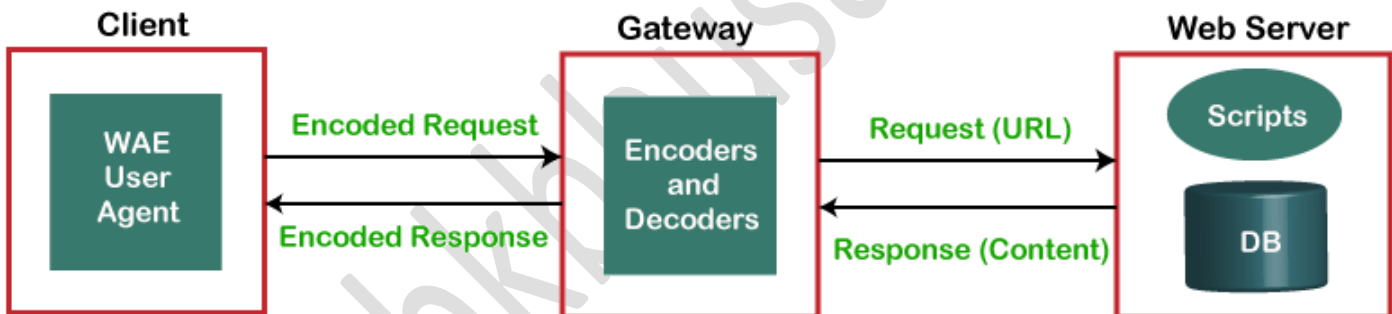 Client
Gateway
Web Server
WAE
User
Agent
Encoded Request
Encoded Response
Encoders
and
Decoders
Request (URL)
Response (Content)
Scripts
DB